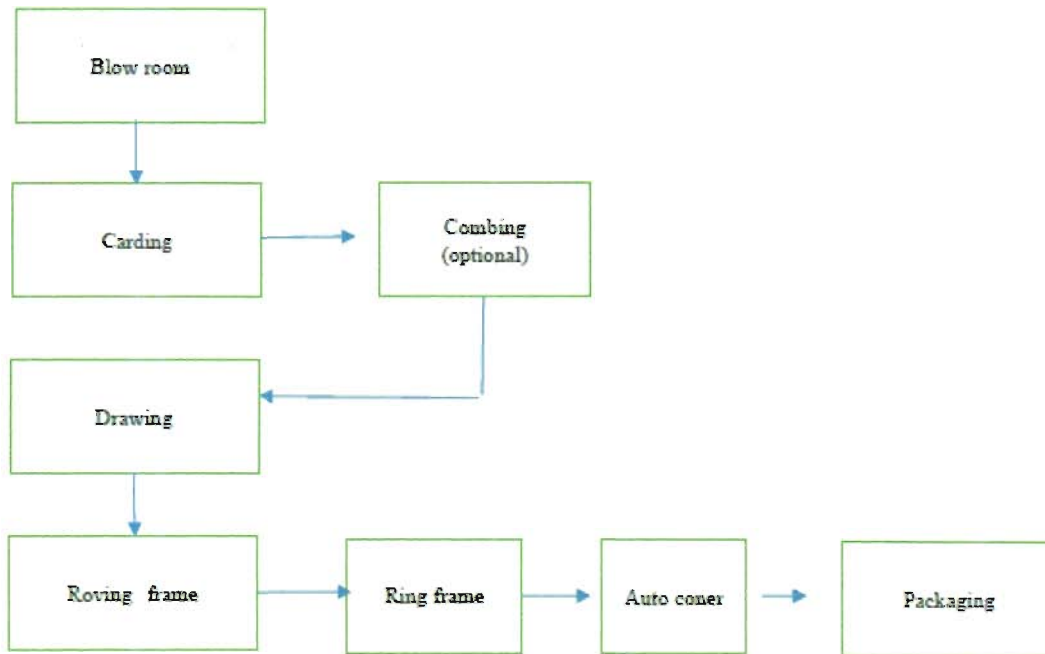 Blow room
Carding
Combing
(optional)
Drawing
Roving frame
Ring frame
Auto coner
Packaging